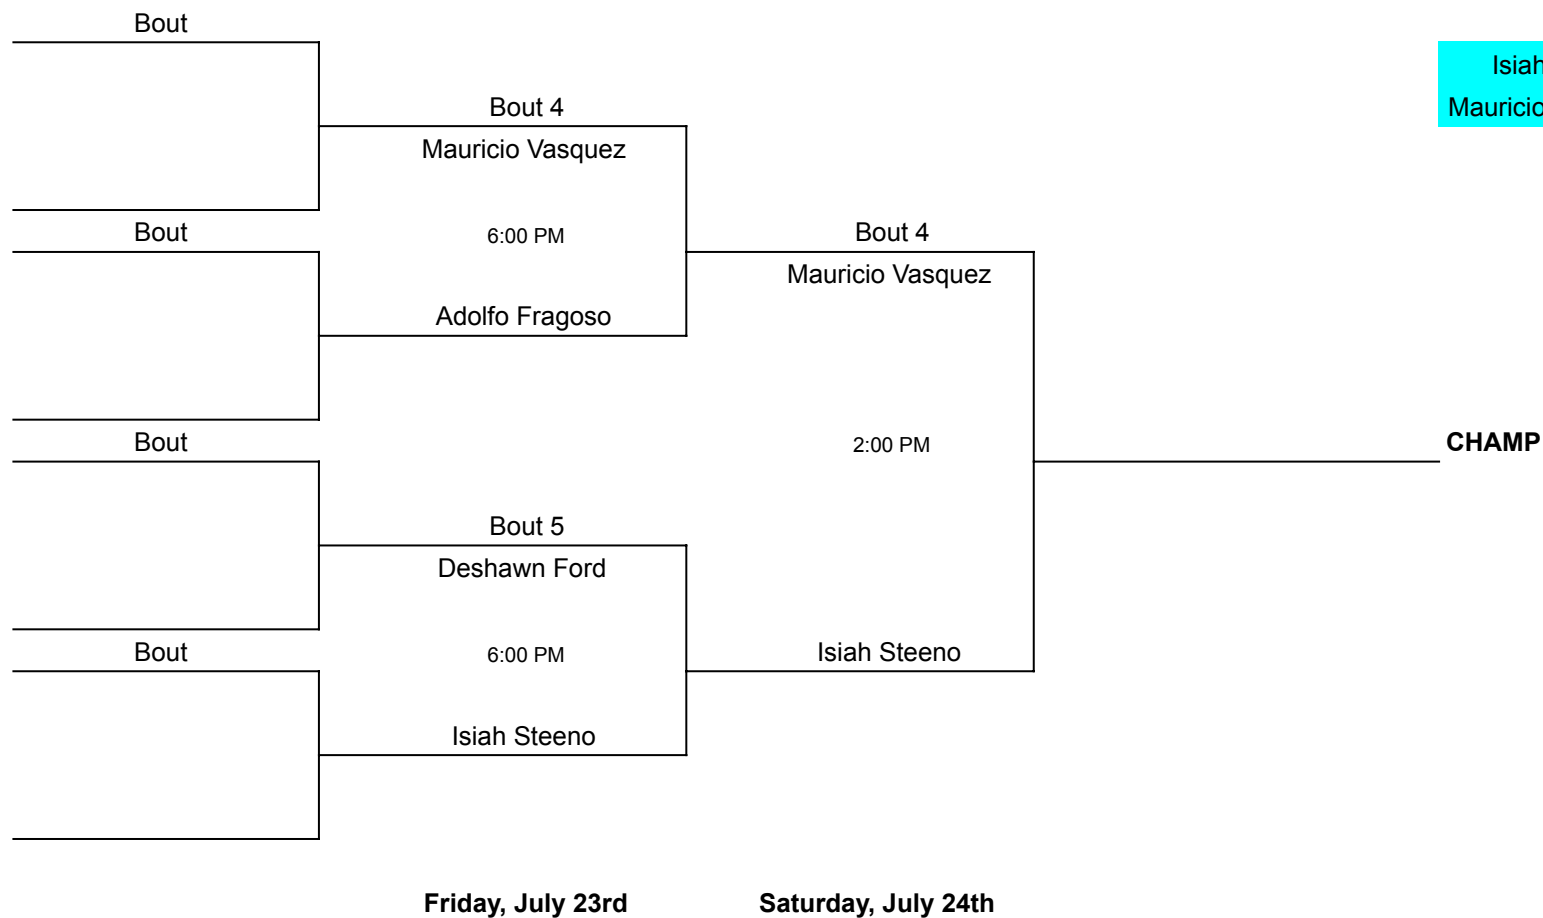 Bout
Isiah
Bout 4
Mauricio
Mauricio Vasquez
Bout
6:00 PM
Bout 4
Mauricio Vasquez
Adolfo Fragoso
Bout
2:00 PM
CHAMP
Bout 5
Deshawn Ford
Bout
6:00 PM
Isiah Steeno
Isiah Steeno
Friday, July 23rd
Saturday, July 24th